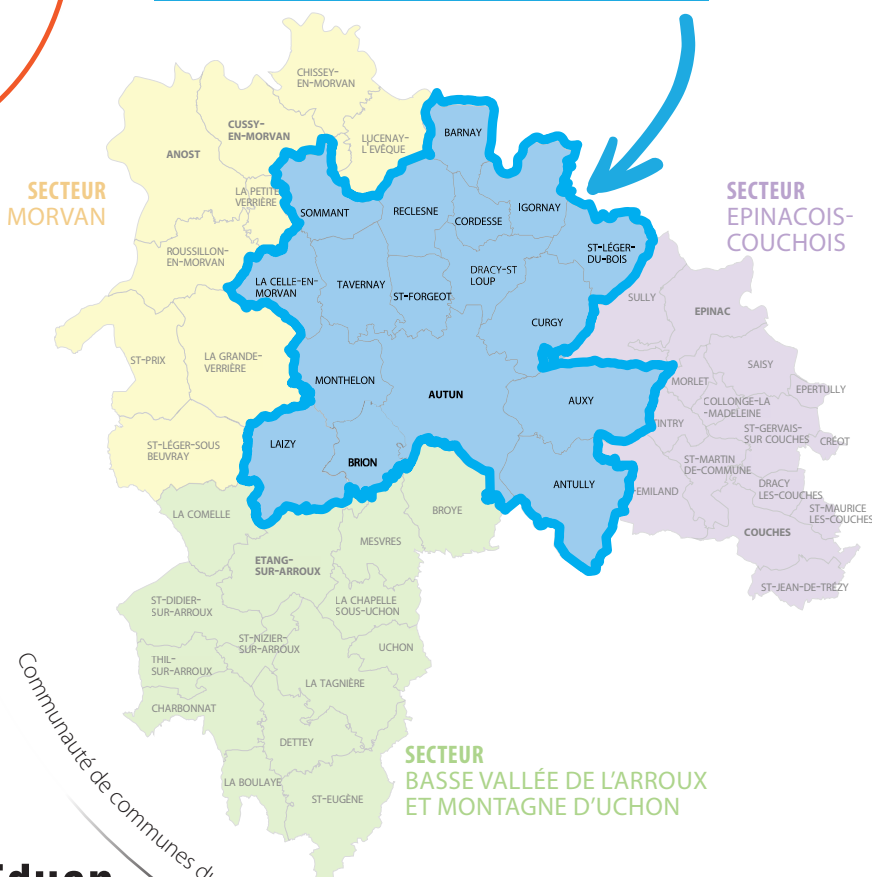 CHISSEY-
EN-MORVAN
CUSSY-
EN-MORVAN
LUCENAY-
L'EVÊQUE
BARNAY
ANOST
SECTEUR
MORVAN
LA PETITE
VERRIÈRE
SOMMANT
RECLESNE
CORDESSE
IGORNAY
SECTEUR
EPINACOIS-
COUCHOIS
ROUSSILLON-
EN-MORVAN
ST-LÉGER-
DU-BOIS
LA CELLE-EN-
MORVAN
TAVERNAY
ST-FORGEOT
DRACY-ST
LOUP
SULLY
EPINAC
CURGY
ST-PRIX
LA GRANDE-
VERRIÈRE
SAISY
MONTHELON
AUTUN
AUXY
MORLET
EPERTULLY
COLLONGE-LA
-MADELEINE
TINTRY
ST-GERVAIS-
SUR COUCHES
CRÉOT
ST-LÉGER-SOUS
BEUVRAY
LAIZY
BRION
ST-MARTIN
DE-COMMUNE
ANTULLY
EMILAND
DRACY
LES-COUCHES
ST-MAURICE
LES-COUCHES
LA COMELLE
BROYE
COUCHES
MESVRES
ETANG-
SUR-ARROUX
ST-JEAN-DE-TRÉZY
ST-DIDIER-
SUR-ARROUX
LA CHAPELLE
SOUS-UCHON
ST-NIZIER-
SUR-ARROUX
UCHON
THIL-
SUR-ARROUX
LA TAGNIÈRE
CHARBONNAT
DETTEY
SECTEUR
BASSE VALLÉE DE L'ARROUX
ET MONTAGNE D'UCHON
LA BOULAYE
ST-EUGÈNE
Communauté de communes du